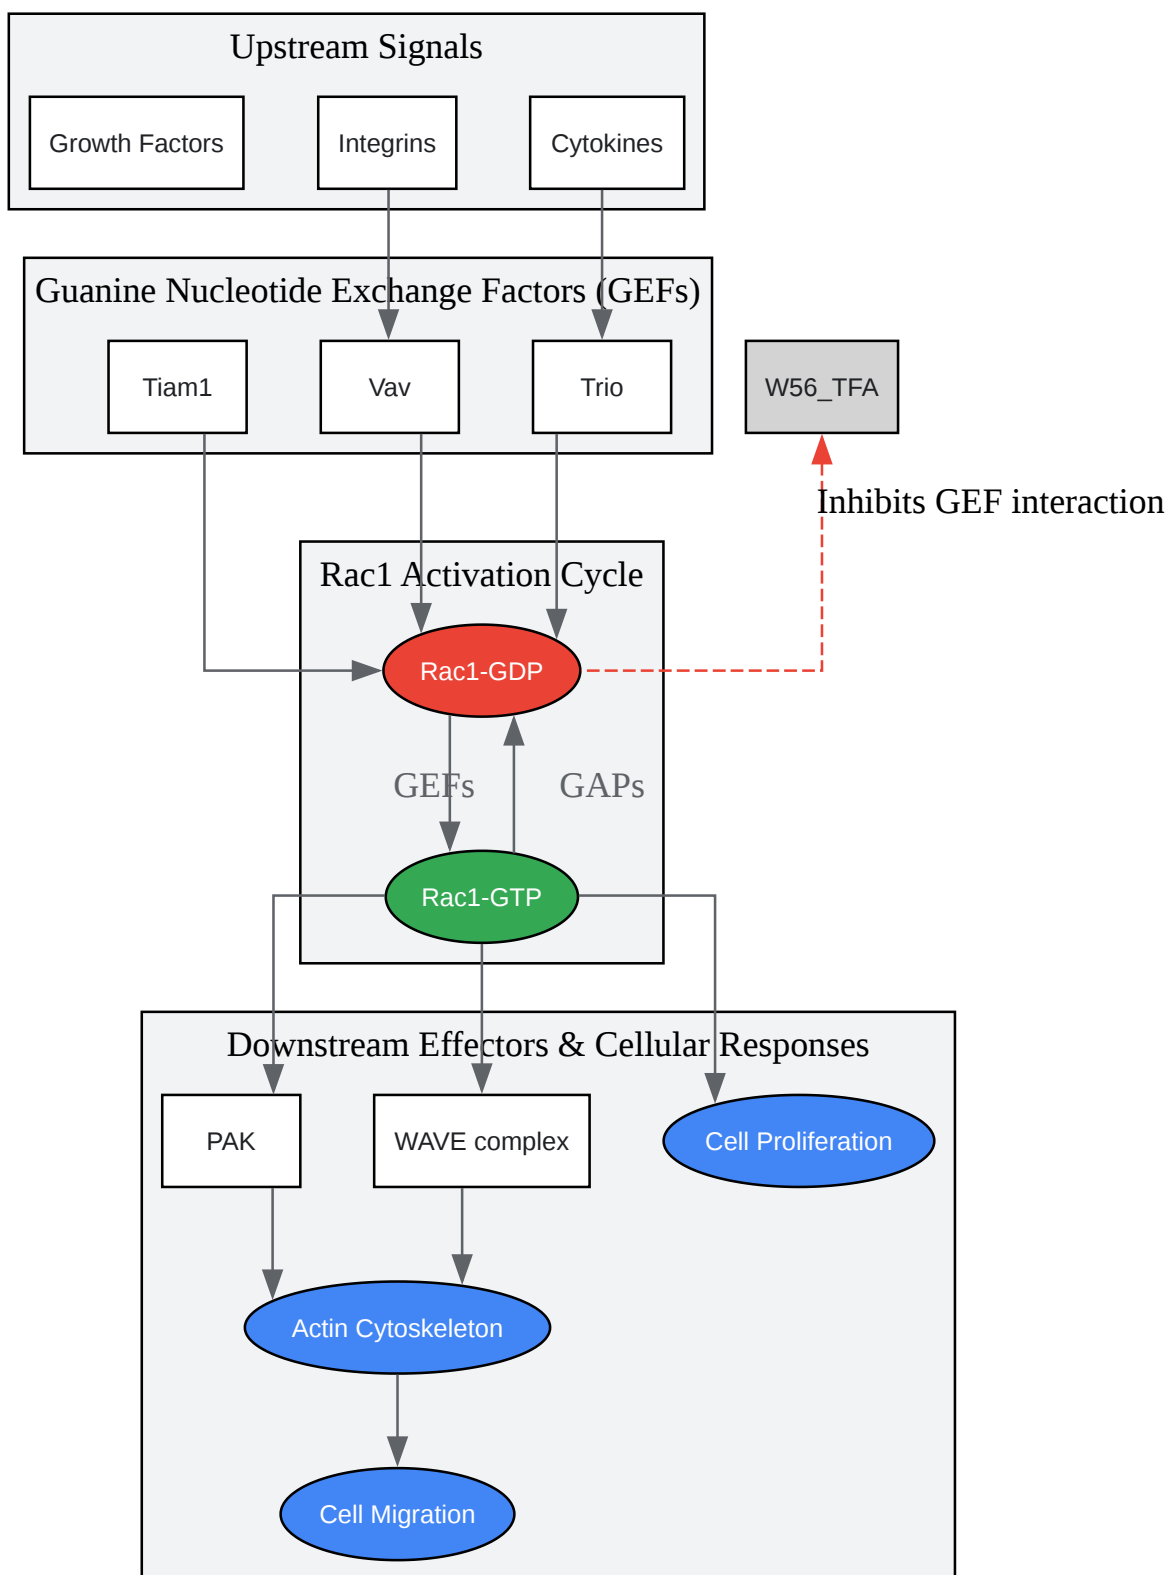 Upstream Signals
Growth Factors
Integrins
Cytokines
Guanine Nucleotide Exchange Factors (GEFs)
Tiam1
Vav
Trio
W56_TFA
Inhibits GEF interaction
Rac1 Activation Cycle
Rac1-GDP
GEFs
GAPs
Rac1-GTP
Downstream Effectors & Cellular Responses
PAK
WAVE complex
Cell Proliferation
Actin Cytoskeleton
Cell Migration